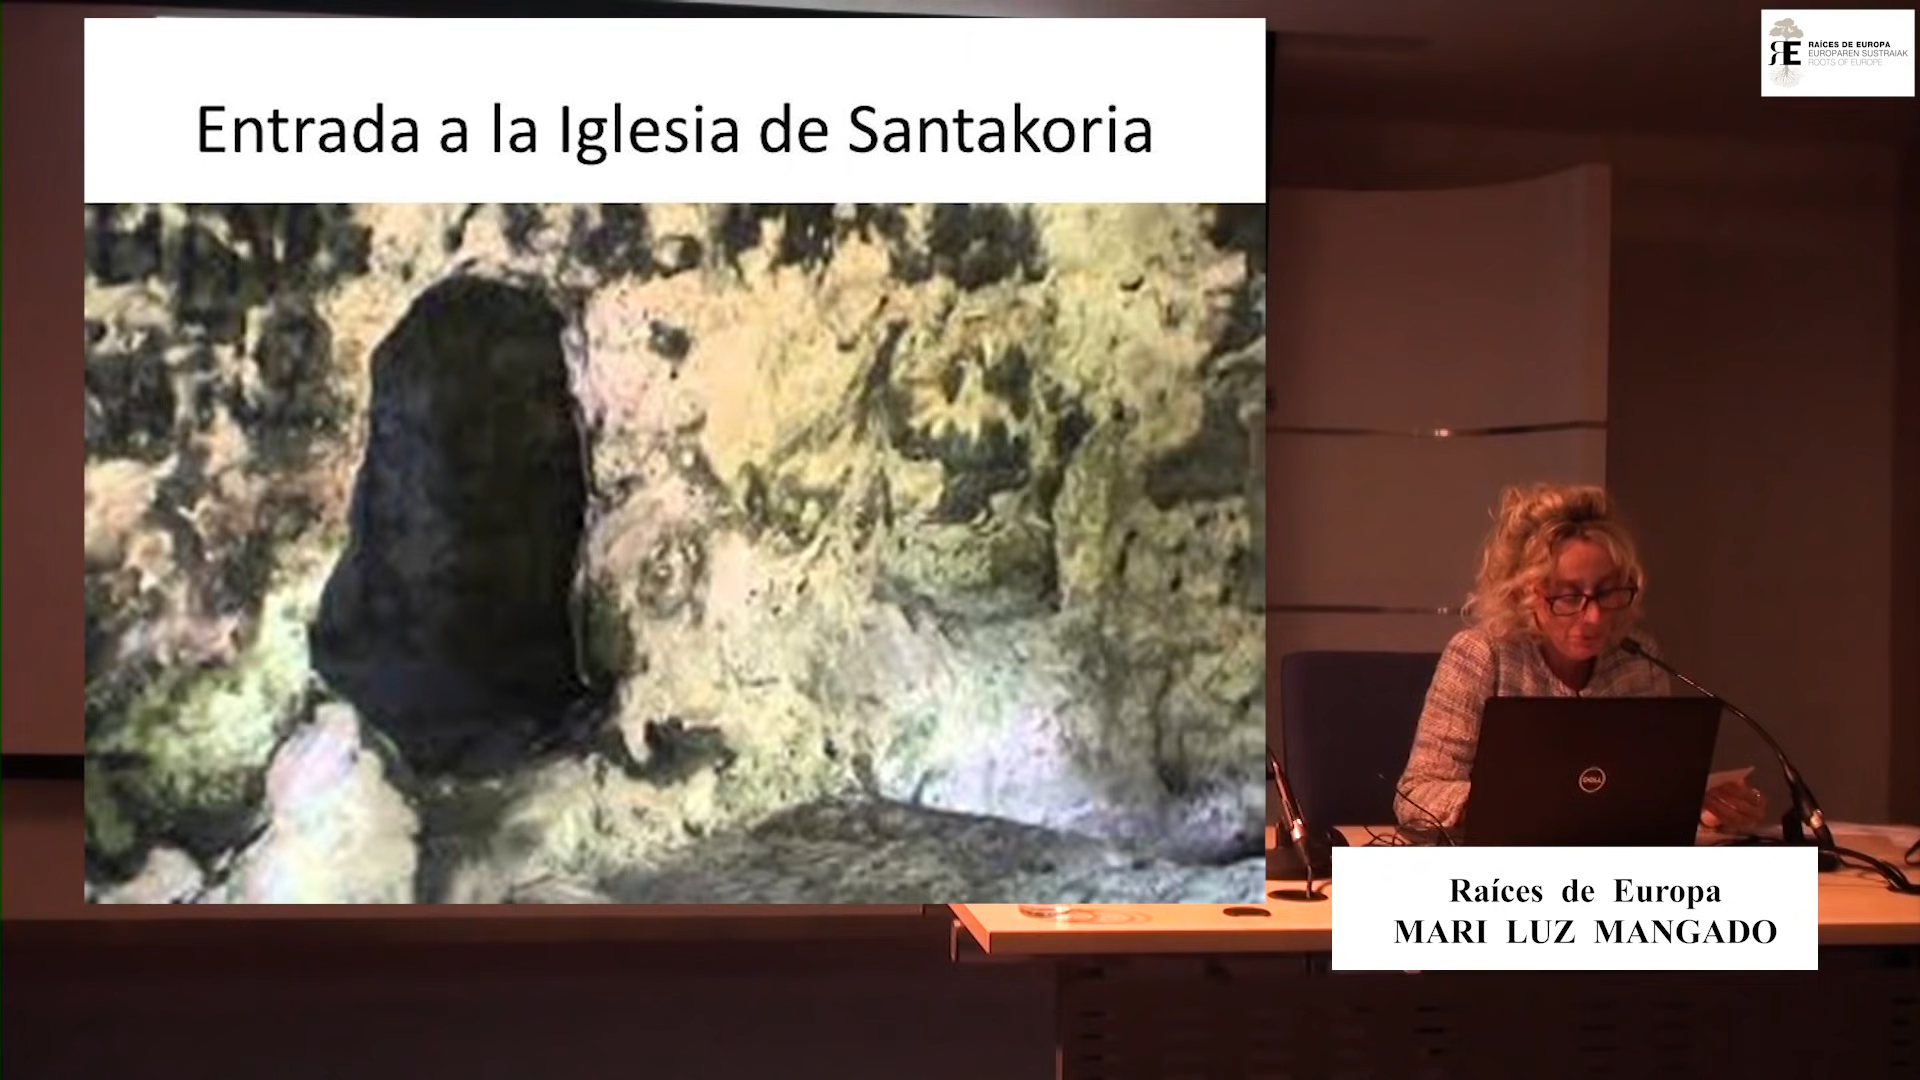 Entrada a la Iglesia de Santakoria
RAÍCES DE EUROPA
EUROPAREN SUSTRAIAK
ROOTS OF EUROPE
DELL
Raíces de Europa
MARI LUZ MANGADO